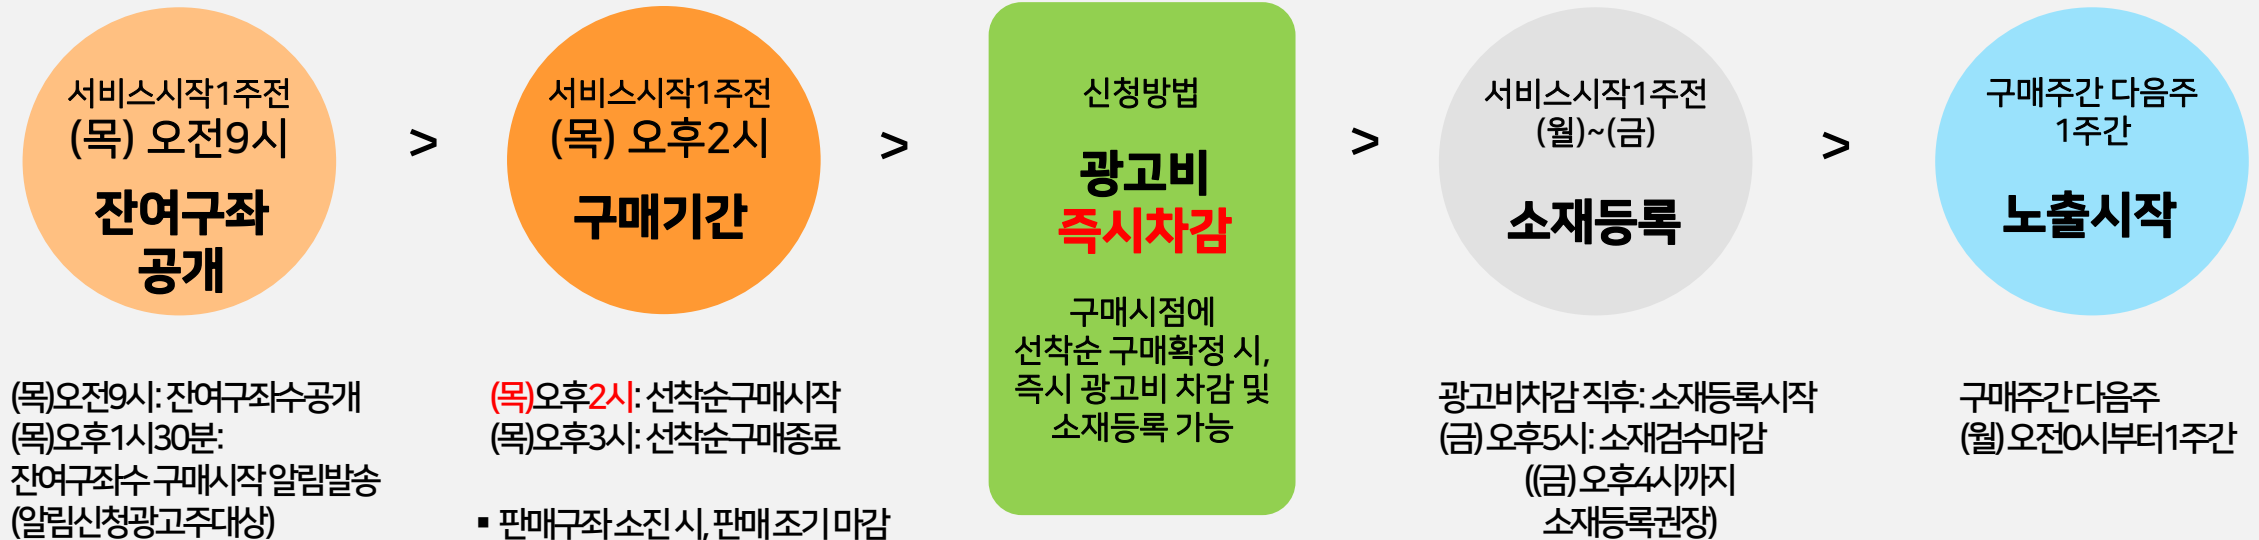 서비스시작1주전
(목) 오전9시
잔여구좌
공개
(목)오전9시: 잔여구좌수공개
(목)오후1시30분:
잔여구좌수 구매시작 알림발송
(알림신청광고주대상)
>
서비스시작1주전
(목) 오후2시
구매기간
(목)오후2시: 선착순구매시작
(목)오후3시: 선착순구매종료
▪ 판매구좌 소진 시, 판매 조기 마감
>
신청방법
광고비
즉시차감
구매시점에
선착순 구매확정 시,
즉시 광고비 차감 및
소재등록 가능
>
서비스시작1주전
(월)~(금)
소재등록
광고비차감 직후: 소재등록시작
(금) 오후5시: 소재검수마감
((금) 오후4시까지
소재등록권장)
>
구매주간 다음주
1주간
노출시작
구매주간 다음주
(월) 오전0시부터1주간